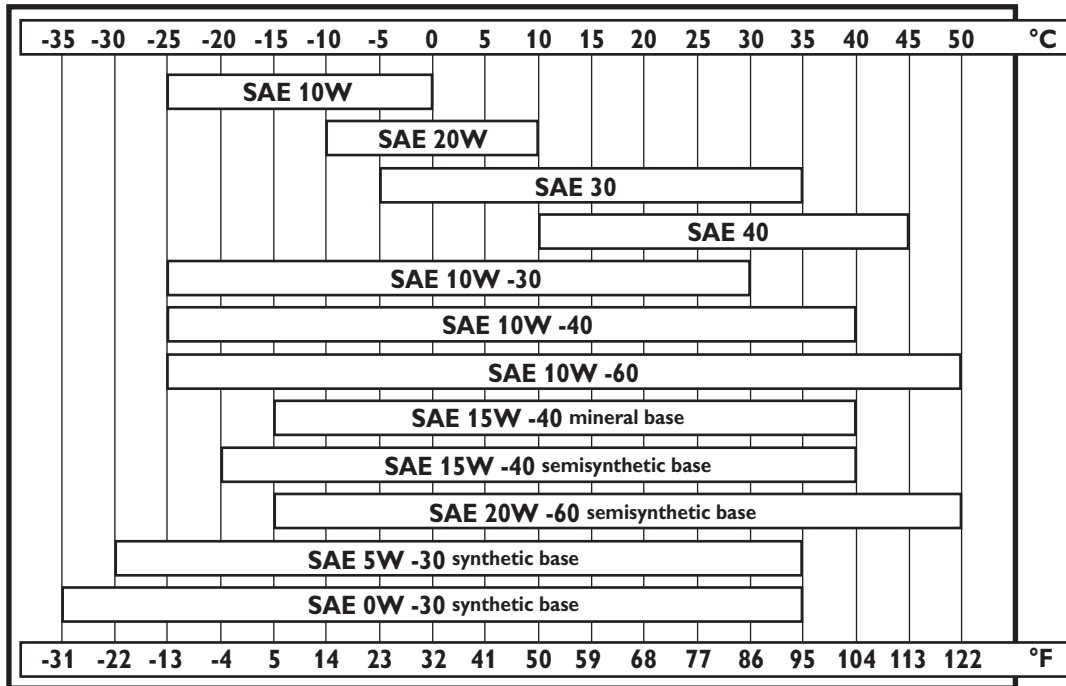 -35 -30 -25 -20 -15 -10 -5 0 5 10 15 20 25 30 35 40 45 50 °C
SAE 10W
SAE 20W
SAE 30
SAE 40
SAE 10W -30
SAE 10W -40
SAE 10W -60
SAE 15W -40 mineral base
SAE 15W -40 semisynthetic base
SAE 20W -60 semisynthetic base
SAE 5W -30 synthetic base
SAE 0W -30 synthetic base
-31 -22 -13 -4 5 14 23 32 41 50 59 68 77 86 95 104 113 122 °F